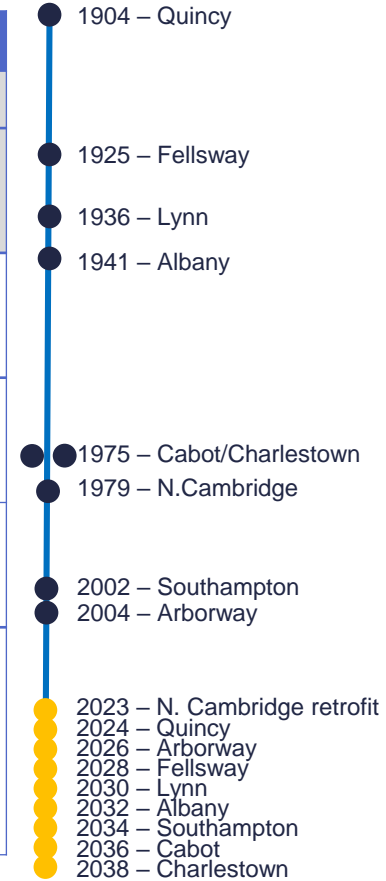 1904 – Quincy
1925 – Fellsway
1936 – Lynn
1941 – Albany
1975 – Cabot/Charlestown
1979 – N.Cambridge
2002 – Southampton
2004 – Arborway
2023 – N. Cambridge retrofit
2024 – Quincy
2026 – Arborway
2028 – Fellsway
2030 – Lynn
2032 – Albany
2034 – Southampton
2036 – Cabot
2038 – Charlestown